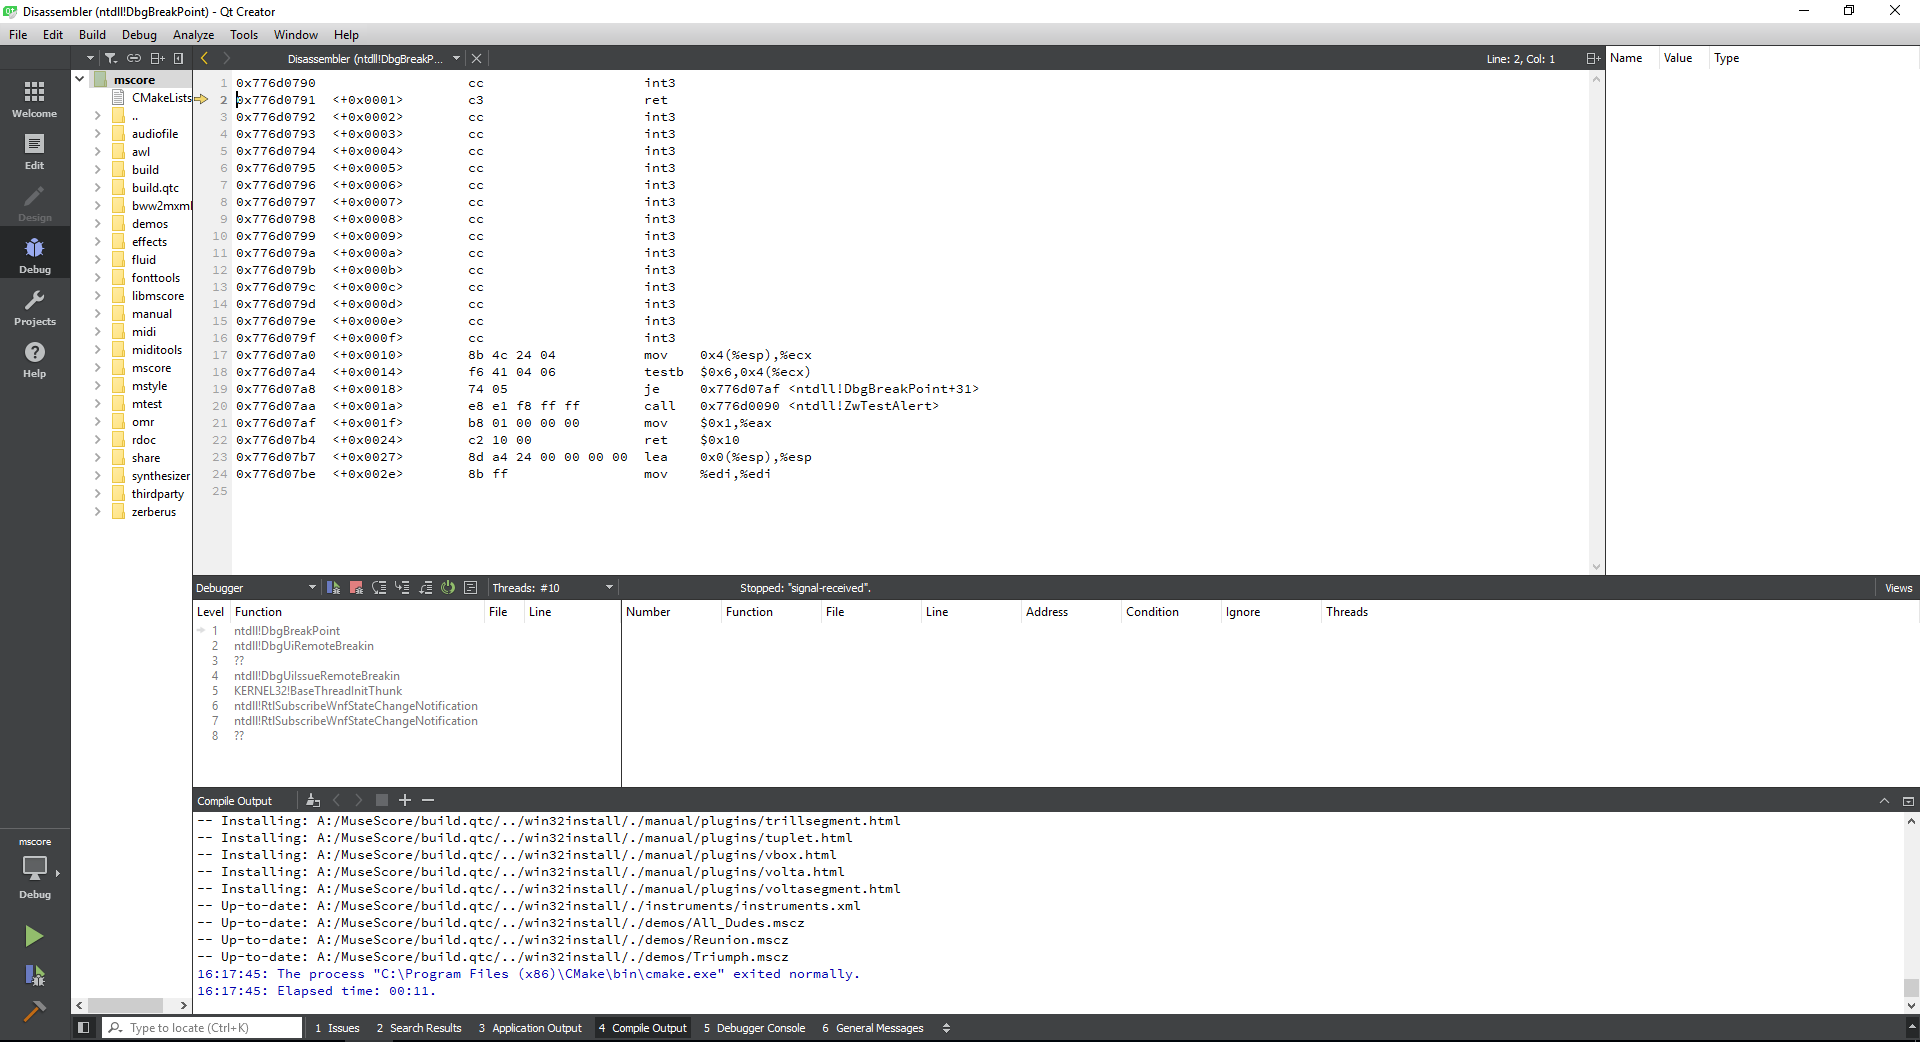 Disassembler (ntdll!DbgBreakPoint) - Qt Creator
File Edit Build Debug Analyze Tools Window Help
Disassembler (ntdll!DbgBreakP... Line: 2, Col: 1 Name Value Type
Welcome
Edit
Design
Debug
Projects
Help
mscore
CMakeLists
..
audiofile
awl
build
build.qtc
bww2mxml
demos
effects
fluid
fonttools
libmscore
manual
midi
miditools
mscore
mstyle
mtest
omr
rdoc
share
synthesizer
thirdparty
zerberus
1 0x776d0790 cc int3
2 0x776d0791 <+0x0001> c3 ret
3 0x776d0792 <+0x0002> cc int3
4 0x776d0793 <+0x0003> cc int3
5 0x776d0794 <+0x0004> cc int3
6 0x776d0795 <+0x0005> cc int3
7 0x776d0796 <+0x0006> cc int3
8 0x776d0797 <+0x0007> cc int3
9 0x776d0798 <+0x0008> cc int3
10 0x776d0799 <+0x0009> cc int3
11 0x776d079a <+0x000a> cc int3
12 0x776d079b <+0x000b> cc int3
13 0x776d079c <+0x000c> cc int3
14 0x776d079d <+0x000d> cc int3
15 0x776d079e <+0x000e> cc int3
16 0x776d079f <+0x000f> cc int3
17 0x776d07a0 <+0x0010> 8b 4c 24 04 mov 0x4(%esp),%ecx
18 0x776d07a4 <+0x0014> f6 41 04 06 testb $0x6,0x4(%ecx)
19 0x776d07a8 <+0x0018> 74 05 je 0x776d07af <ntdll!DbgBreakPoint+31>
20 0x776d07aa <+0x001a> e8 e1 f8 ff ff call 0x776d0090 <ntdll!ZwTestAlert>
21 0x776d07af <+0x001f> b8 01 00 00 00 mov $0x1,%eax
22 0x776d07b4 <+0x0024> c2 10 00 ret $0x10
23 0x776d07b7 <+0x0027> 8d a4 24 00 00 00 00 lea 0x0(%esp),%esp
24 0x776d07be <+0x002e> 8b ff mov %edi,%edi
25
Debugger Threads: #10 Stopped: "signal-received". Views
Level Function File Line Number Function File Line Address Condition Ignore Threads
1 ntdll!DbgBreakPoint
2 ntdll!DbgUiRemoteBreakin
3 ??
4 ntdll!DbgUiIssueRemoteBreakin
5 KERNEL32!BaseThreadInitThunk
6 ntdll!RtlSubscribeWnfStateChangeNotification
7 ntdll!RtlSubscribeWnfStateChangeNotification
8 ??
Compile Output
-- Installing: A:/MuseScore/build.qtc/../win32install/./manual/plugins/trillsegment.html
-- Installing: A:/MuseScore/build.qtc/../win32install/./manual/plugins/tuplet.html
-- Installing: A:/MuseScore/build.qtc/../win32install/./manual/plugins/vbox.html
-- Installing: A:/MuseScore/build.qtc/../win32install/./manual/plugins/volta.html
-- Installing: A:/MuseScore/build.qtc/../win32install/./manual/plugins/voltasegment.html
-- Up-to-date: A:/MuseScore/build.qtc/../win32install/./instruments/instruments.xml
-- Up-to-date: A:/MuseScore/build.qtc/../win32install/./demos/All_Dudes.mscz
-- Up-to-date: A:/MuseScore/build.qtc/../win32install/./demos/Reunion.mscz
-- Up-to-date: A:/MuseScore/build.qtc/../win32install/./demos/Triumph.mscz
16:17:45: The process "C:\Program Files (x86)\CMake\bin\cmake.exe" exited normally.
16:17:45: Elapsed time: 00:11.
mscore
Debug
Type to locate (Ctrl+K) 1 Issues 2 Search Results 3 Application Output 4 Compile Output 5 Debugger Console 6 General Messages